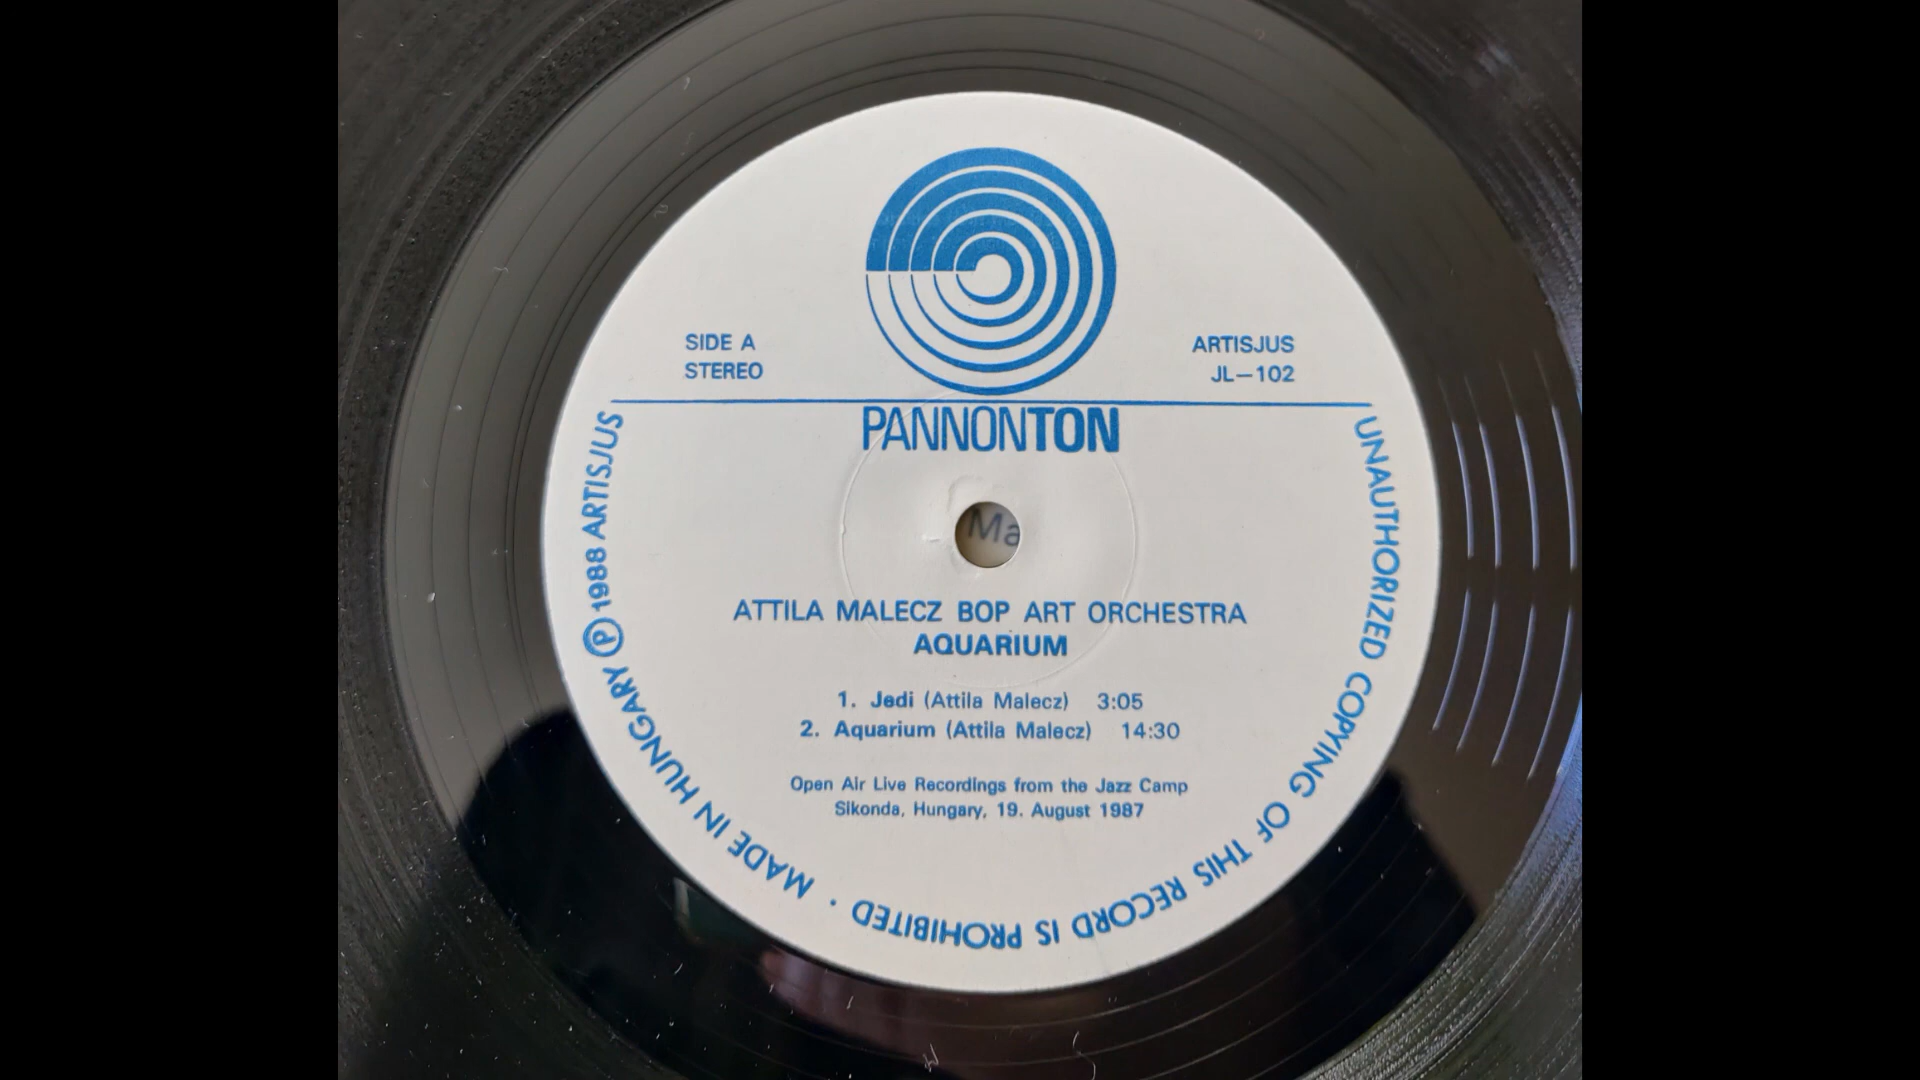 SIDE A
STEREO
ARTISJUS
JL—102
PANNONTON
Ma
ATTILA MALECZ BOP ART ORCHESTRA
AQUARIUM
1. Jedi (Attila Malecz) 3:05
2. Aquarium (Attila Malecz) 14:30
Open Air Live Recordings from the Jazz Camp
Sikonda, Hungary, 19. August 1987
UNAUTHORIZED COPYING OF THIS RECORD IS PROHIBITED · MADE IN HUNGARY ℗ 1988 ARTISJUS